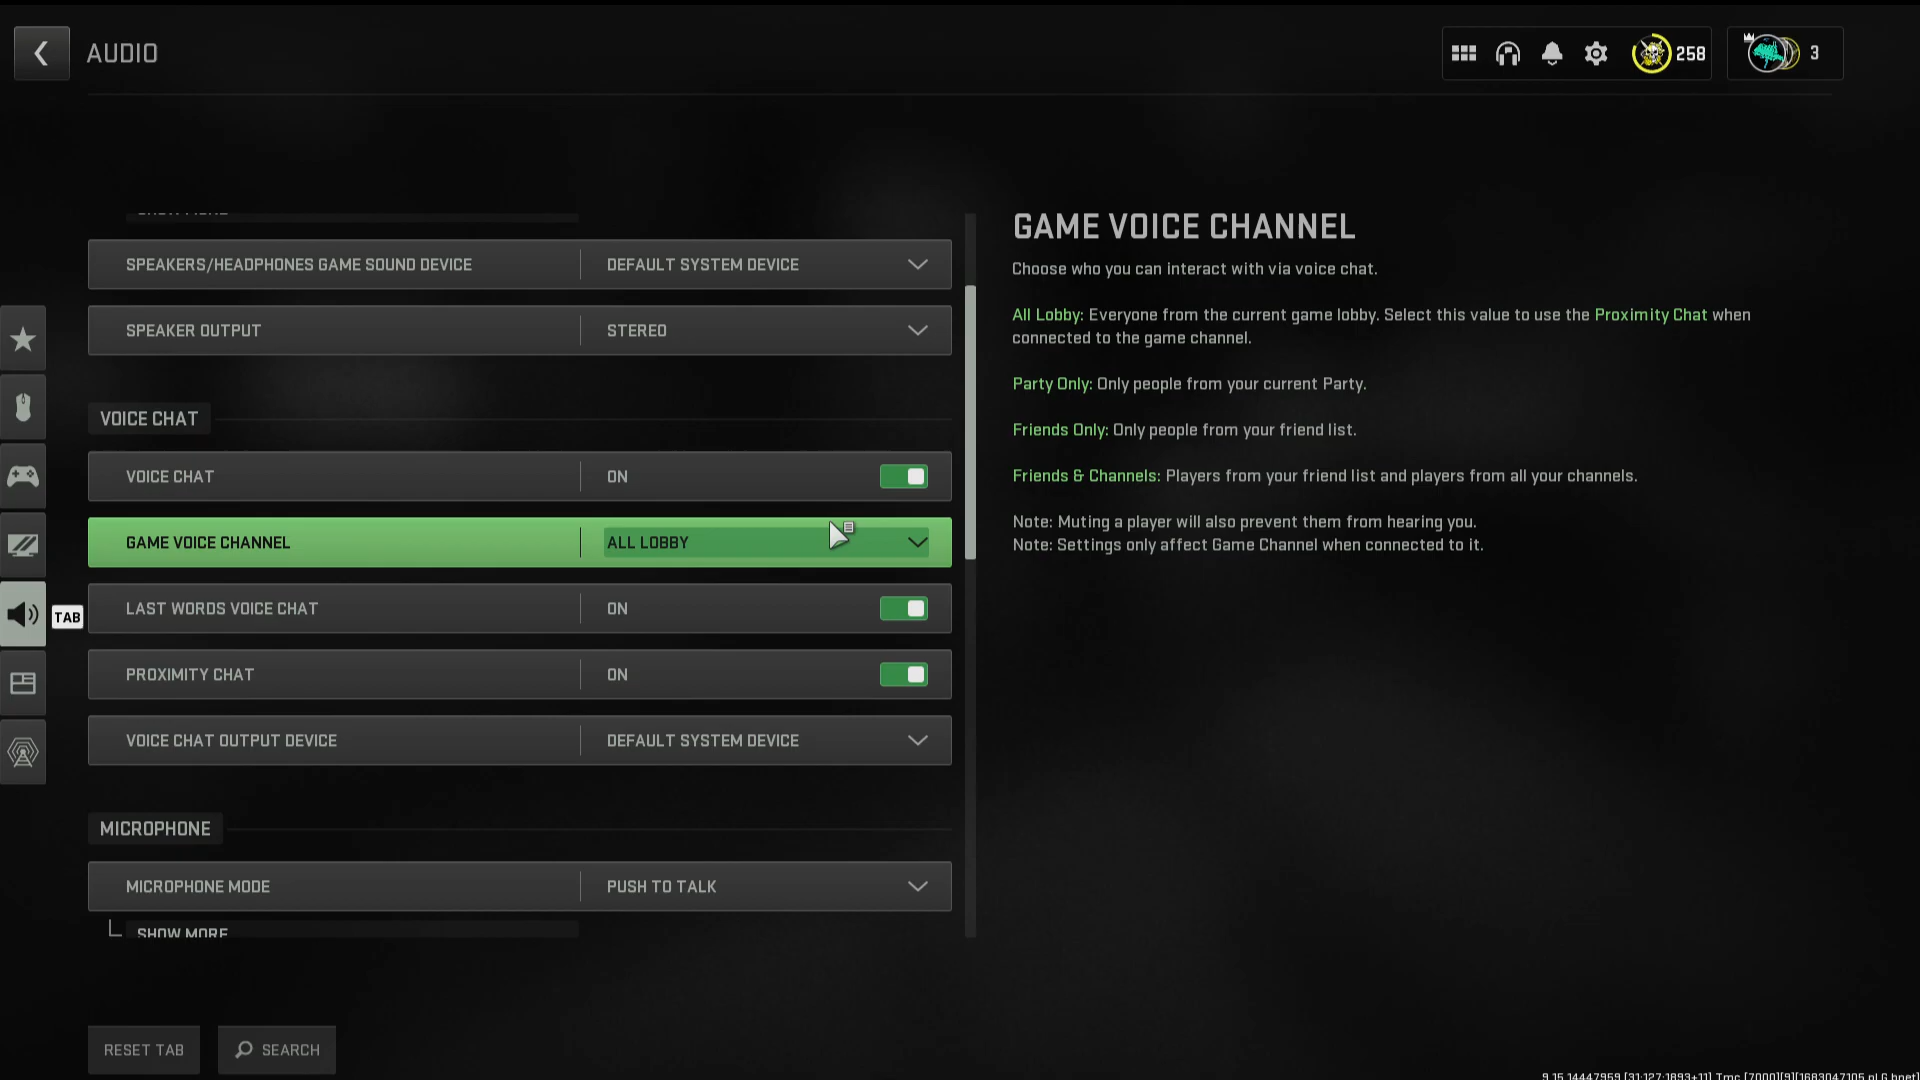 AUDIO
258
3
SPEAKERS/HEADPHONES GAME SOUND DEVICE
DEFAULT SYSTEM DEVICE
SPEAKER OUTPUT
STEREO
VOICE CHAT
VOICE CHAT
ON
GAME VOICE CHANNEL
ALL LOBBY
LAST WORDS VOICE CHAT
ON
TAB
PROXIMITY CHAT
ON
VOICE CHAT OUTPUT DEVICE
DEFAULT SYSTEM DEVICE
MICROPHONE
MICROPHONE MODE
PUSH TO TALK
SHOW MORE
RESET TAB
SEARCH
GAME VOICE CHANNEL
Choose who you can interact with via voice chat.
All Lobby: Everyone from the current game lobby. Select this value to use the Proximity Chat when
connected to the game channel.
Party Only: Only people from your current Party.
Friends Only: Only people from your friend list.
Friends & Channels: Players from your friend list and players from all your channels.
Note: Muting a player will also prevent them from hearing you.
Note: Settings only affect Game Channel when connected to it.